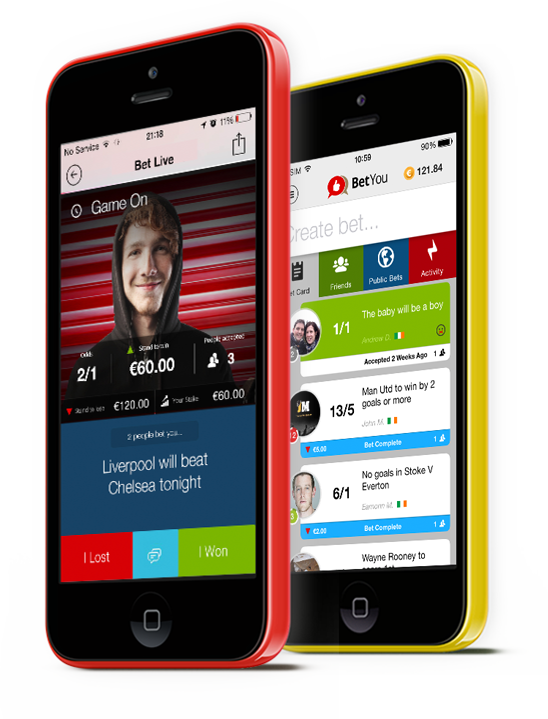 No Service 21:18 11%
Bet Live
Game On
Odds
2/1
Stand to win
€60.00
People accepted
3
Stand to lose €120.00 Your Stake €60.00
2 people bet you...
Liverpool will beat
Chelsea tonight
I Lost
I Won
SIM 10:59 90%
BetYou 121.84
Create bet...
et Card Friends Public Bets Activity
1/1
The baby will be a boy
Andrew D.
Accepted 2 Weeks Ago 1
13/5
Man Utd to win by 2
goals or more
John M.
€5.00 Bet Complete 1
6/1
No goals in Stoke V
Everton
Eamonn M.
€2.00 Bet Complete 1
Wayne Rooney to